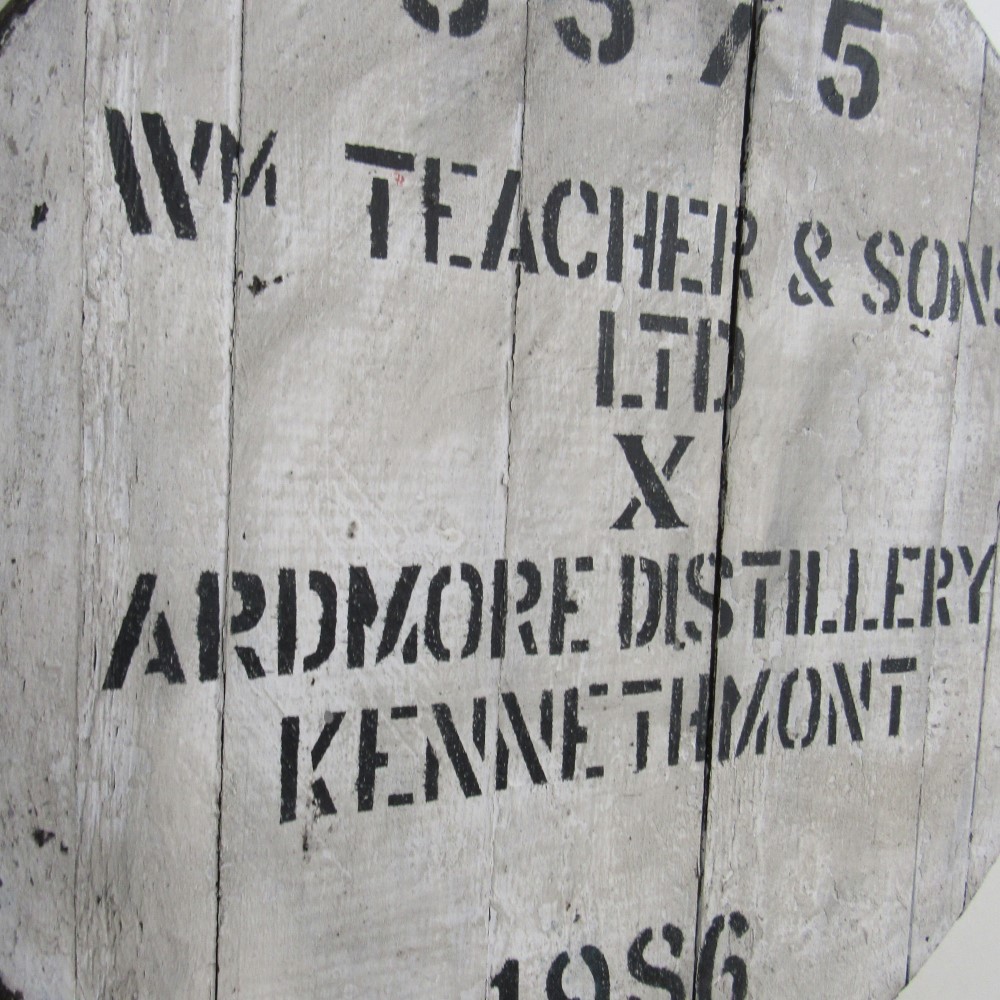 WM TEACHER & SONS
LTD
X
ARDMORE DISTILLERY
KENNETHMONT
1986